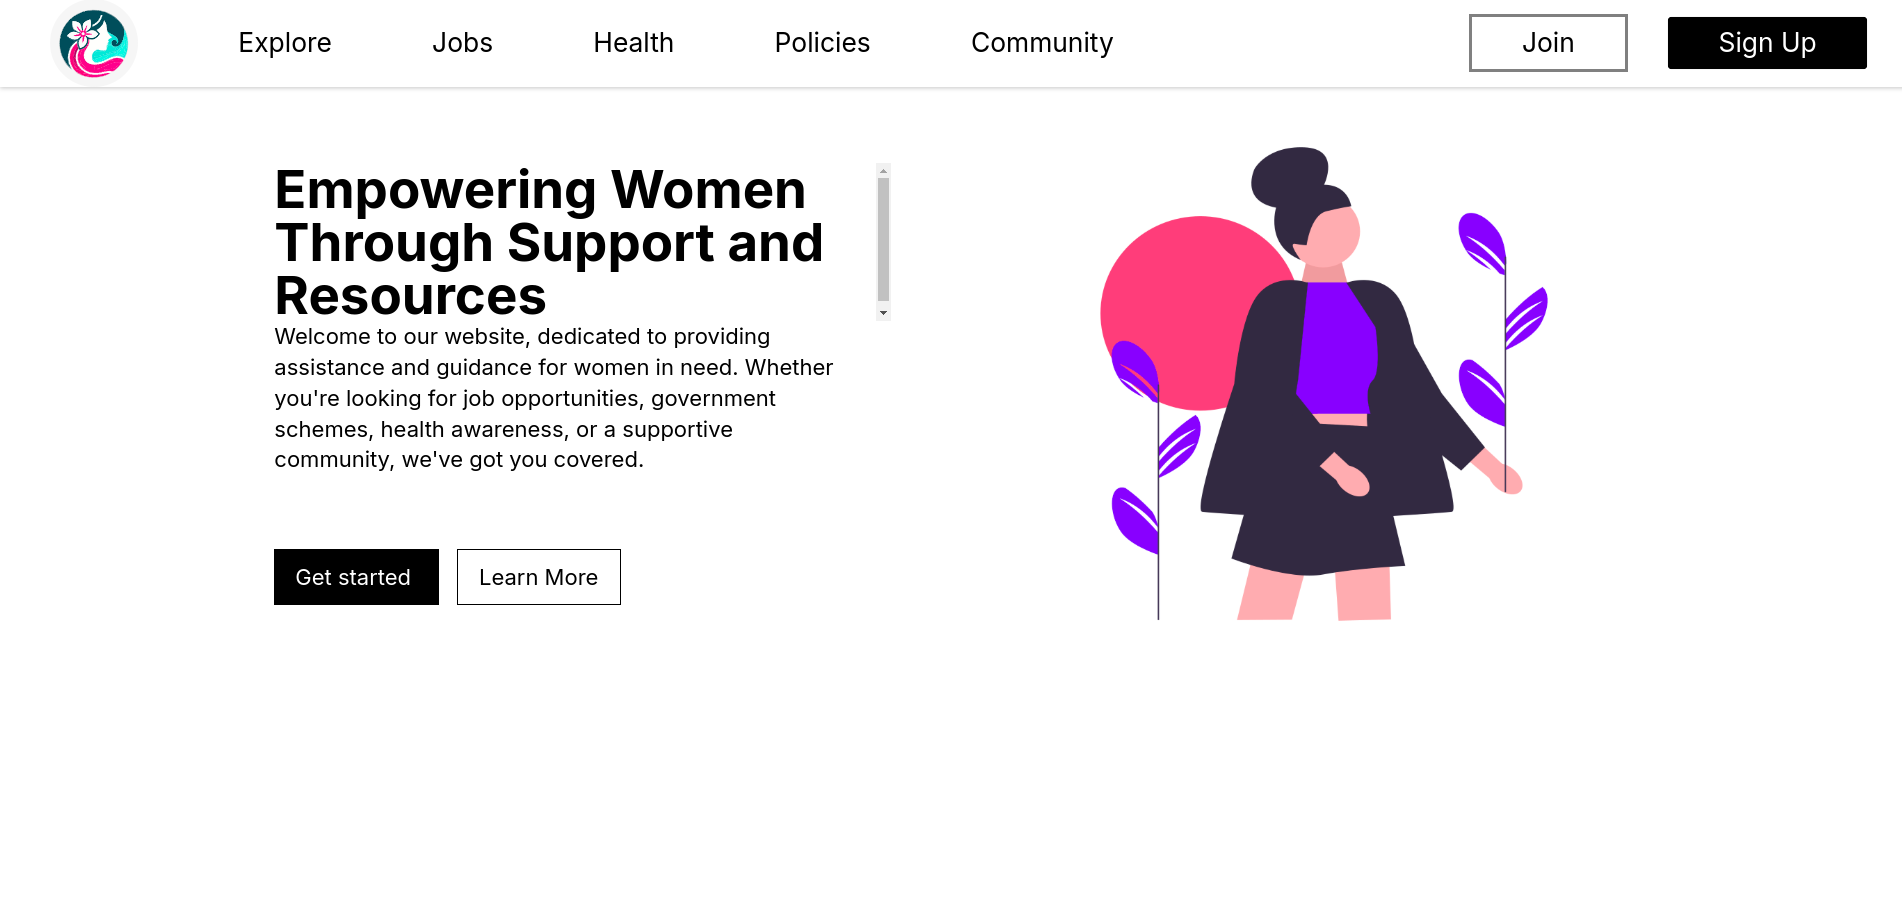 Explore
Jobs
Health
Policies
Community
Join
Sign Up
Empowering Women
Through Support and
Resources
Welcome to our website, dedicated to providing
assistance and guidance for women in need. Whether
you're looking for job opportunities, government
schemes, health awareness, or a supportive
community, we've got you covered.
Get started
Learn More